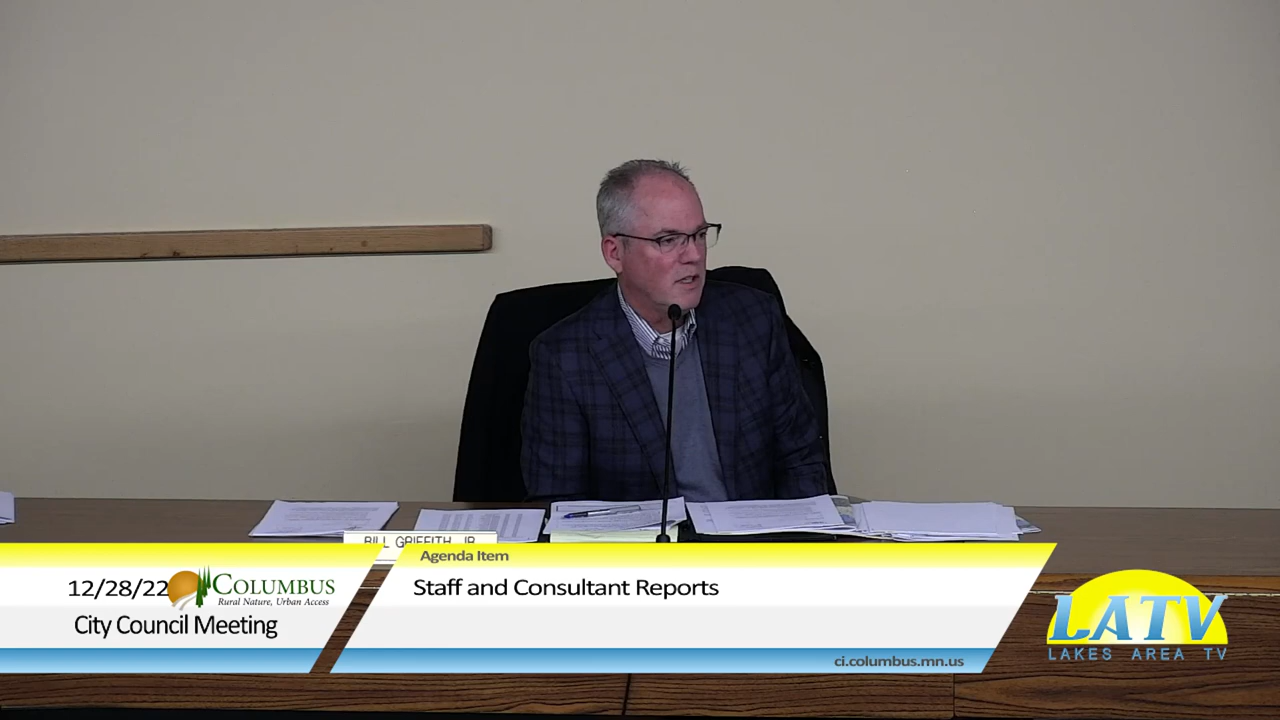 BILL GRIFFITH JR
Agenda Item
12/28/22
COLUMBUS
Rural Nature, Urban Access
City Council Meeting
Staff and Consultant Reports
ci.columbus.mn.us
LATV
LAKES AREA TV